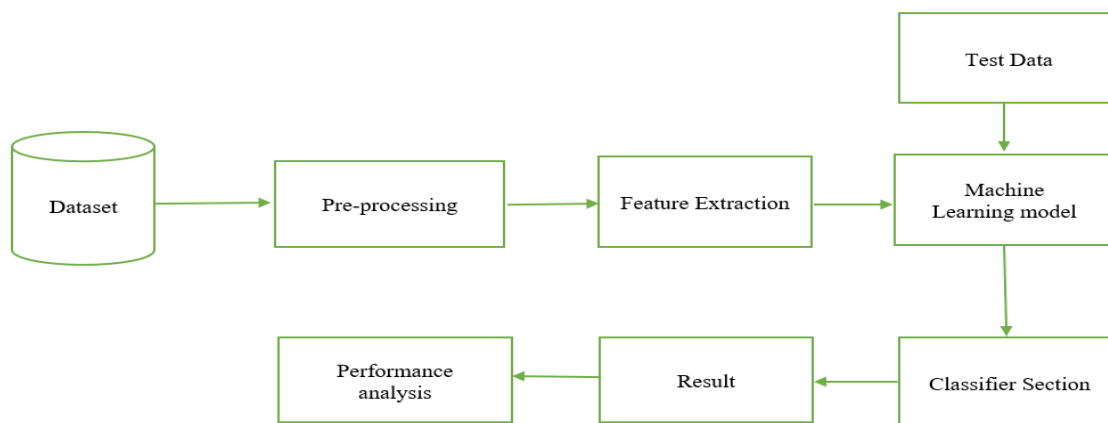 Test Data
Dataset
Pre-processing
Feature Extraction
Machine
Learning model
Performance
analysis
Result
Classifier Section